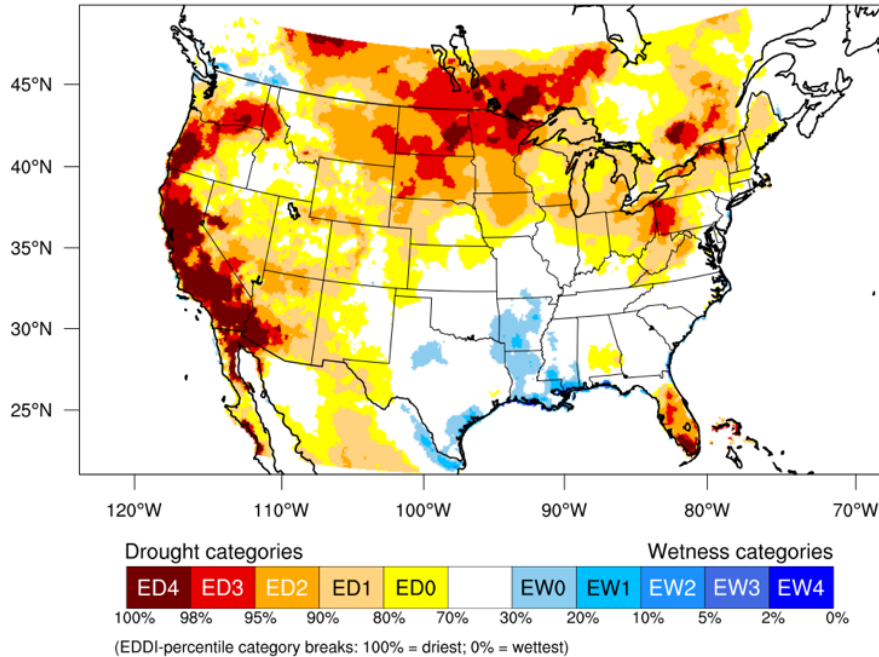 45°N
40°N
35°N
30°N
25°N
120°W 110°W 100°W 90°W 80°W 70°W
Drought categories Wetness categories
ED4 ED3 ED2 ED1 ED0 EW0 EW1 EW2 EW3 EW4
100% 98% 95% 90% 80% 70% 30% 20% 10% 5% 2% 0%
(EDDI-percentile category breaks: 100% = driest; 0% = wettest)